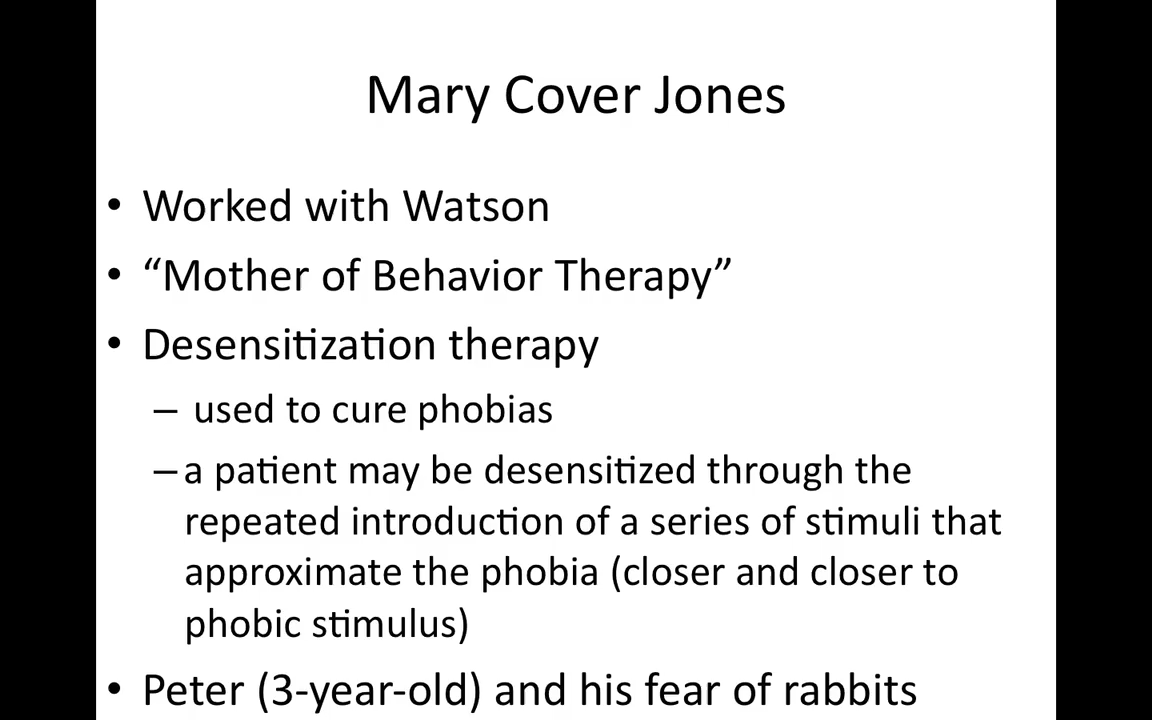 Mary Cover Jones
• Worked with Watson
• “Mother of Behavior Therapy”
• Desensitization therapy
– used to cure phobias
– a patient may be desensitized through the
repeated introduction of a series of stimuli that
approximate the phobia (closer and closer to
phobic stimulus)
• Peter (3-year-old) and his fear of rabbits